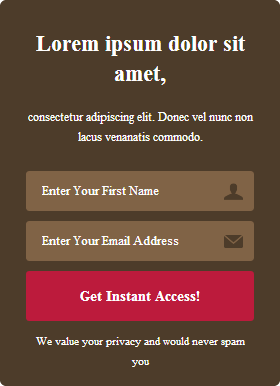 Lorem ipsum dolor sit
amet,
consectetur adipiscing elit. Donec vel nunc non
lacus venanatis commodo.
Enter Your First Name
Enter Your Email Address
Get Instant Access!
We value your privacy and would never spam
you